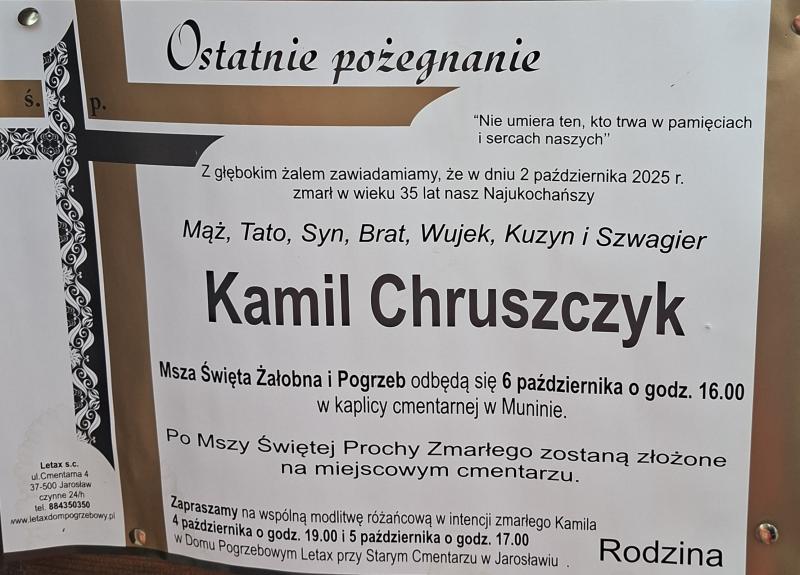 Ostatnie pożegnanie
ś. p.
"Nie umiera ten, kto trwa w pamięciach
i sercach naszych"
Z głębokim żalem zawiadamiamy, że w dniu 2 października 2025 r.
zmarł w wieku 35 lat nasz Najukochańszy
Mąż, Tato, Syn, Brat, Wujek, Kuzyn i Szwagier
Kamil Chruszczyk
Msza Święta Żałobna i Pogrzeb odbędą się 6 października o godz. 16.00
w kaplicy cmentarnej w Muninie.
Po Mszy Świętej Prochy Zmarłego zostaną złożone
na miejscowym cmentarzu.
Zapraszamy na wspólną modlitwę różańcową w intencji zmarłego Kamila
4 października o godz. 19.00 i 5 października o godz. 17.00
w Domu Pogrzebowym Letax przy Starym Cmentarzu w Jarosławiu .
Rodzina
Letax s.c.
ul.Cmentarna 4
37-500 Jarosław
czynne 24/h
tel. 884350350
www.letaxdompogrzebowy.pl